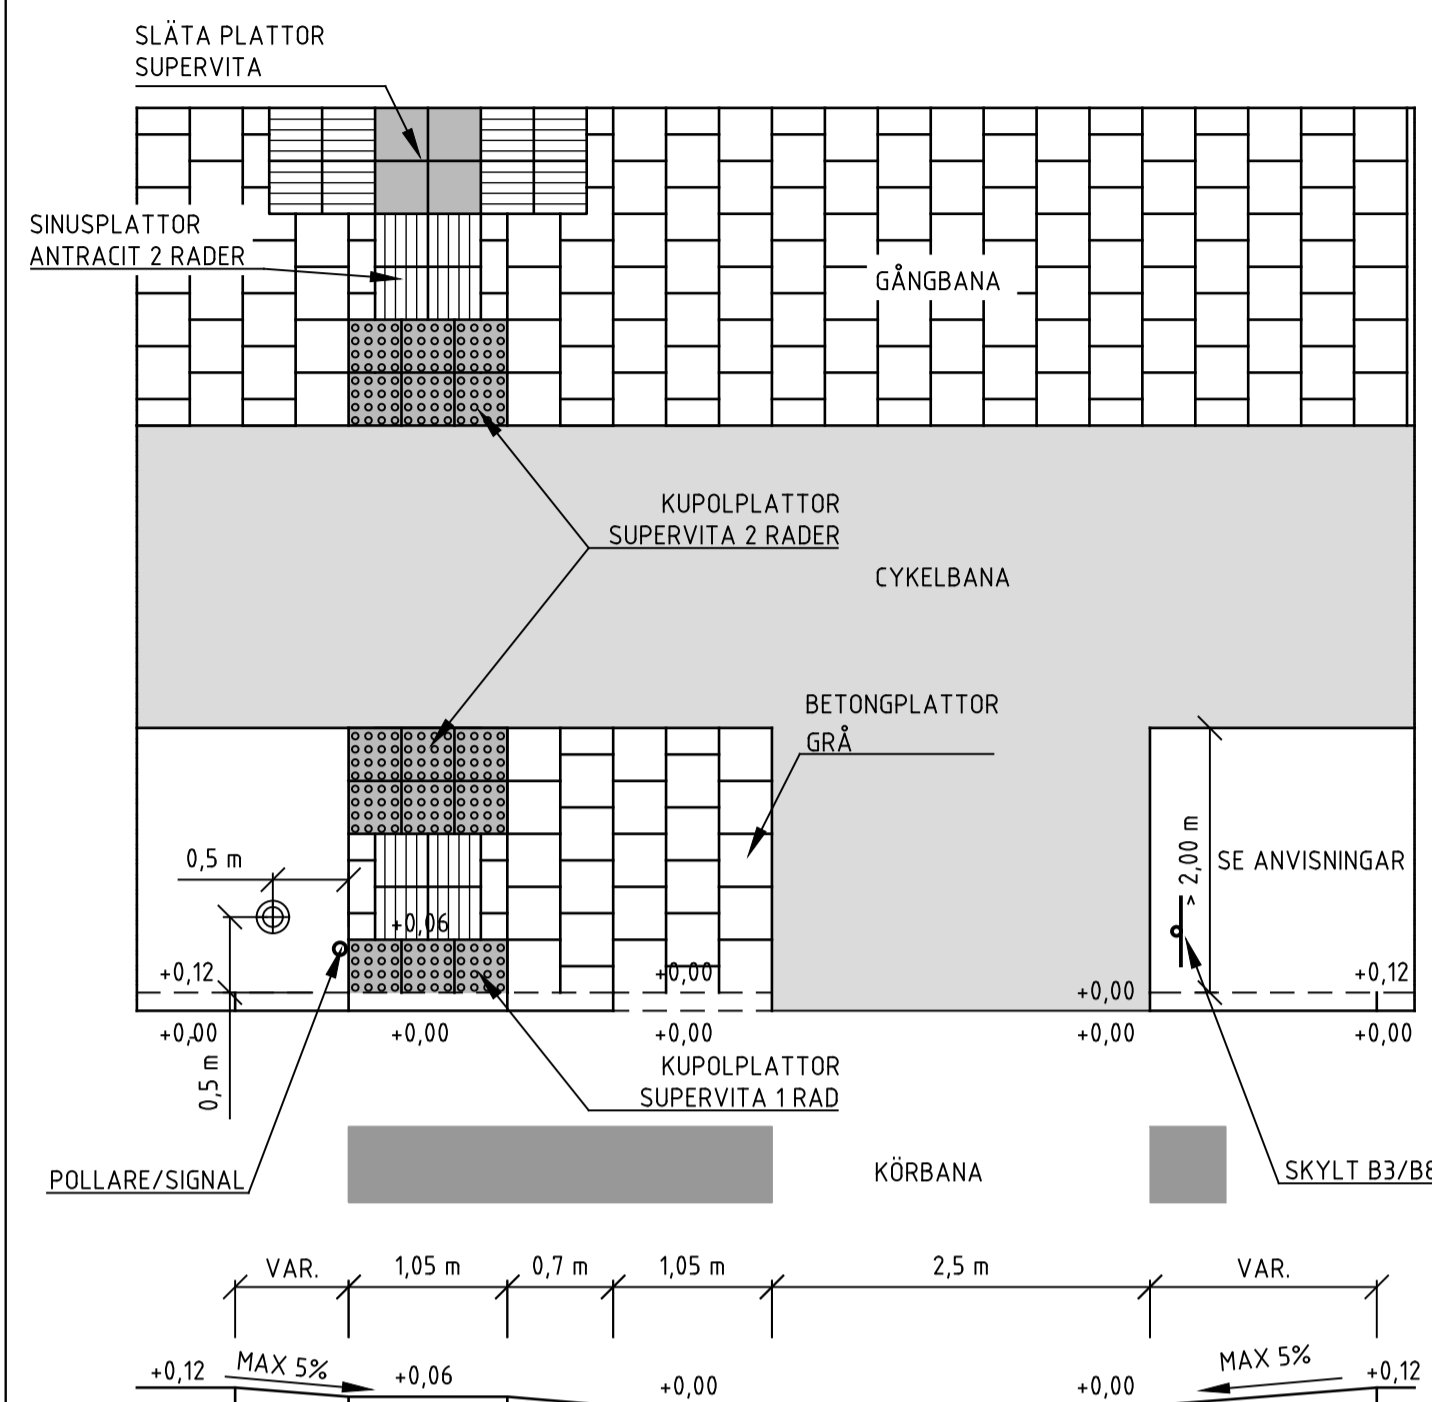 SLÄTA PLATTOR
SUPERVITA
SINUSPLATTOR
ANTRACIT 2 RADER
GÅNGBANA
KUPOLPLATTOR
SUPERVITA 2 RADER
CYKELBANA
BETONGPLATTOR
GRÅ
0,5 m
> 2,00 m
SE ANVISNINGAR
+0,06
+0,12
+0,00
+0,00
+0,12
+0,00
+0,00
+0,00
+0,00
+0,00
0,5 m
KUPOLPLATTOR
SUPERVITA 1 RAD
POLLARE/SIGNAL
KÖRBANA
SKYLT B3/B8
VAR.
1,05 m
0,7 m
1,05 m
2,5 m
VAR.
+0,12
MAX 5%
+0,06
+0,00
+0,00
MAX 5%
+0,12